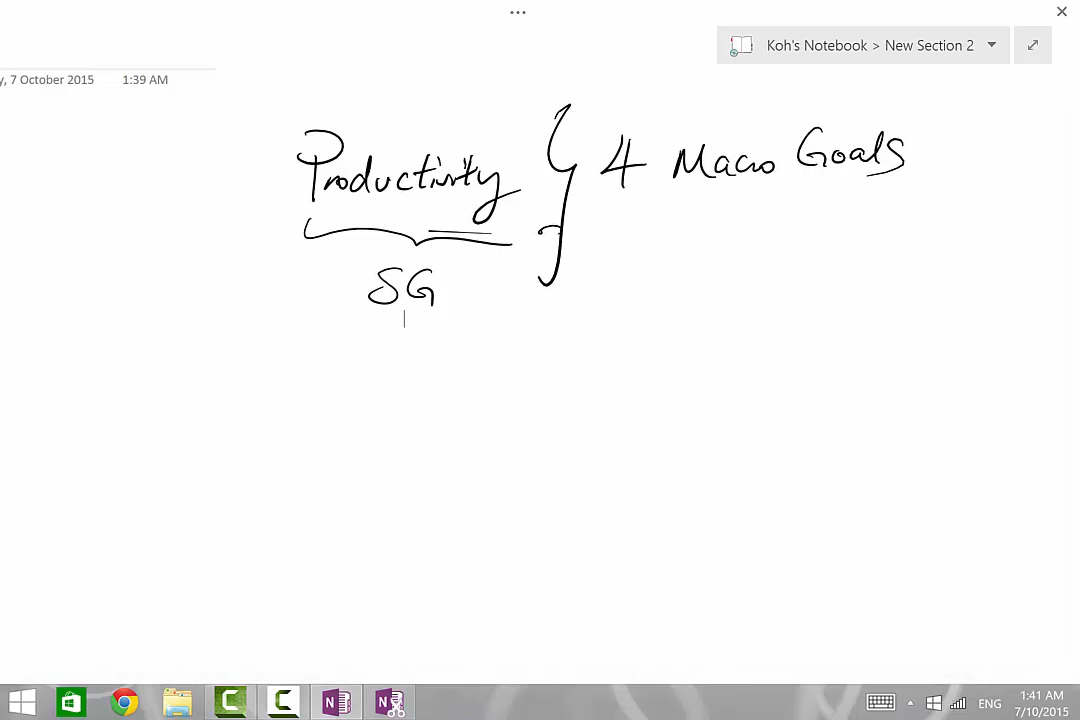 Koh's Notebook > New Section 2
y, 7 October 2015 1:39 AM
Productivity 4 Macro Goals
SG
ENG
1:41 AM
7/10/2015